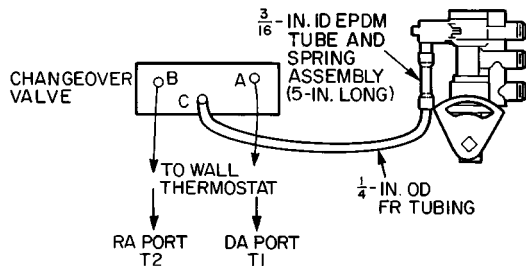 3/16-IN. ID EPDM
TUBE AND
SPRING
ASSEMBLY
(5-IN. LONG)
CHANGEOVER
VALVE
B
A
C
TO WALL
THERMOSTAT
1/4-IN. OD
FR TUBING
RA PORT
T2
DA PORT
T1